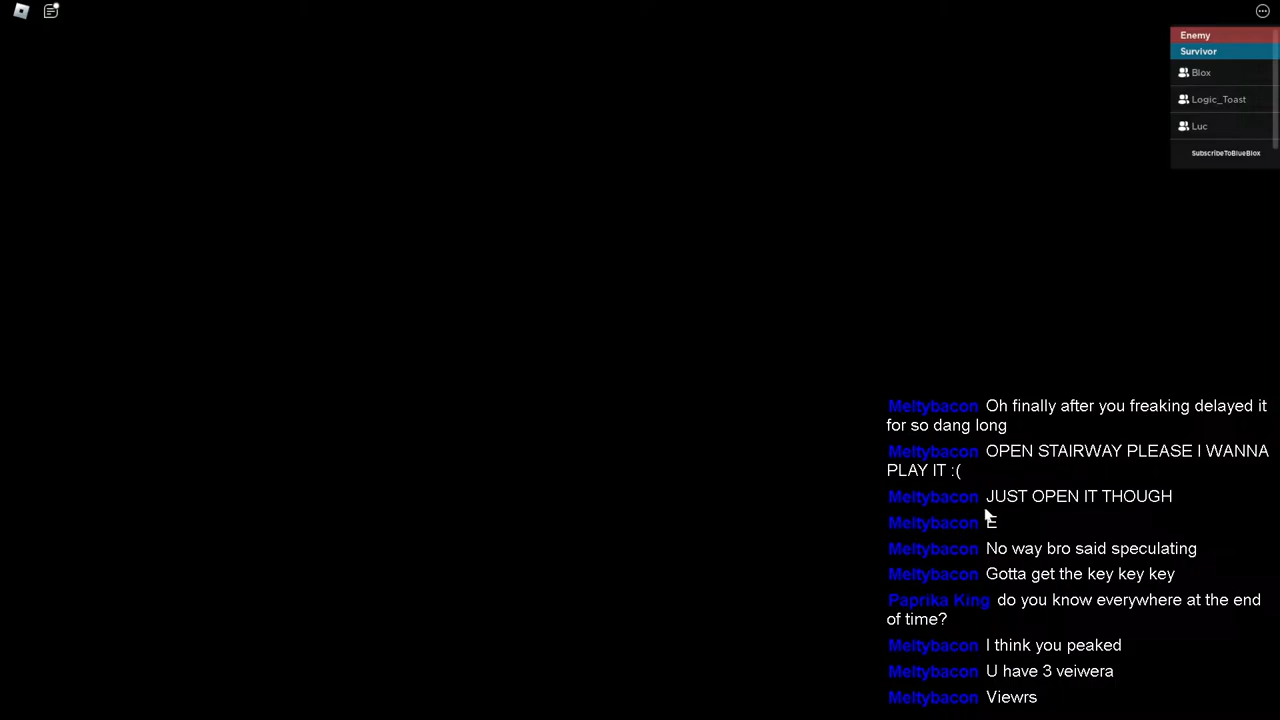 Enemy
Survivor
Blox
Logic_Toast
Luc
SubscribeToBlueBlox
Meltybacon Oh finally after you freaking delayed it
for so dang long
Meltybacon OPEN STAIRWAY PLEASE I WANNA
PLAY IT :(
Meltybacon JUST OPEN IT THOUGH
Meltybacon E
Meltybacon No way bro said speculating
Meltybacon Gotta get the key key key
Paprika King do you know everywhere at the end
of time?
Meltybacon I think you peaked
Meltybacon U have 3 veiwera
Meltybacon Viewrs